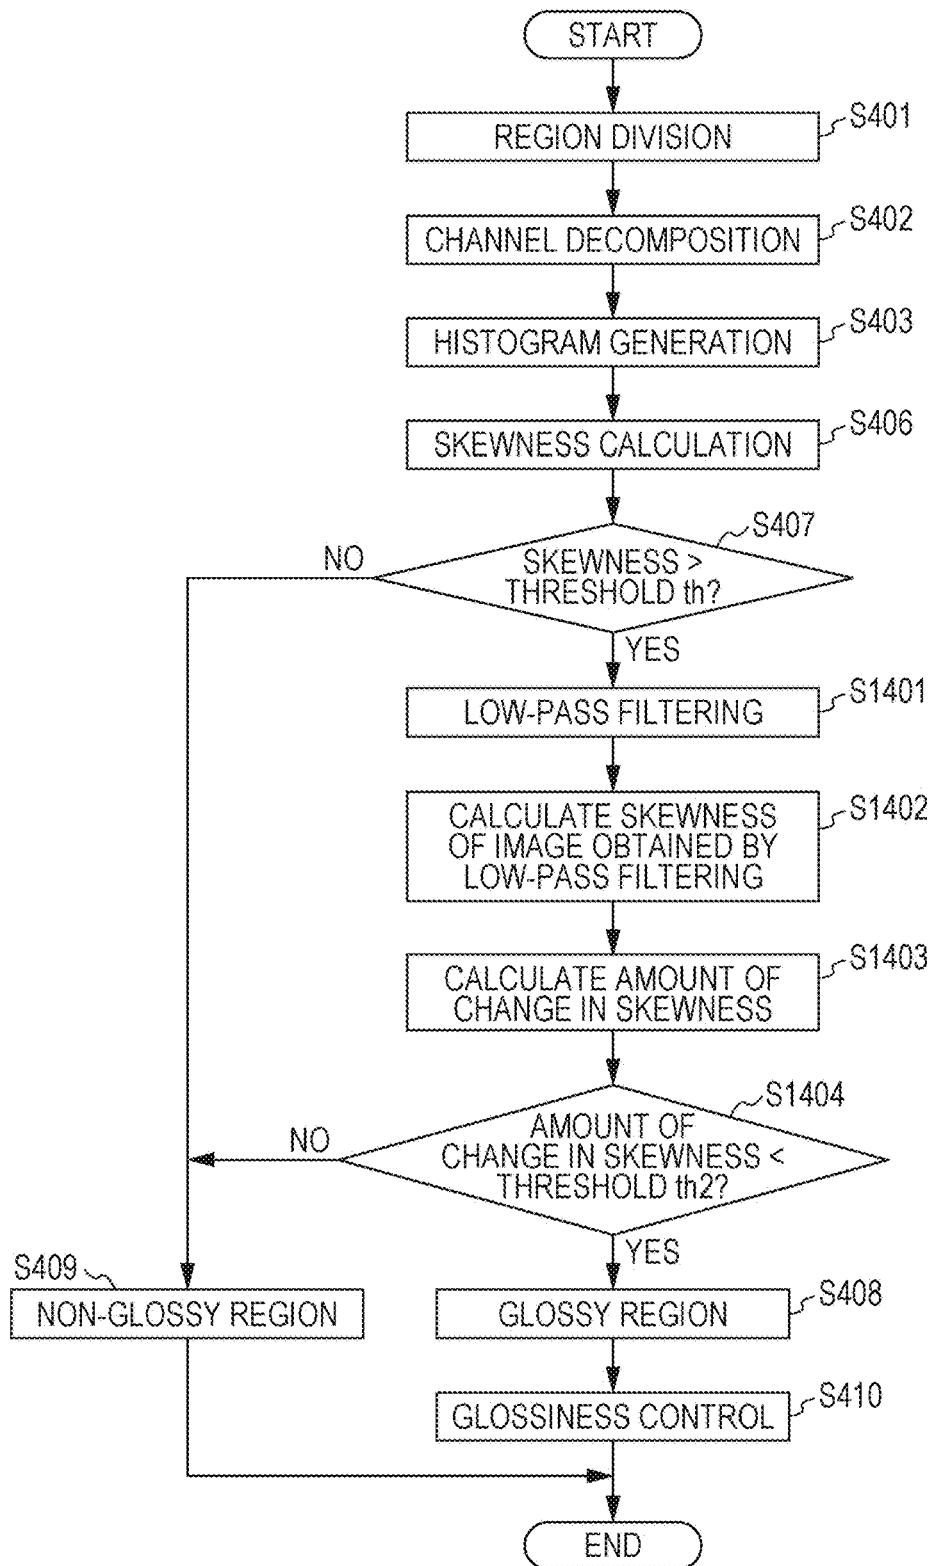 START
S401
REGION DIVISION
S402
CHANNEL DECOMPOSITION
S403
HISTOGRAM GENERATION
S406
SKEWNESS CALCULATION
S407
NO
SKEWNESS >
THRESHOLD th?
YES
S1401
LOW-PASS FILTERING
S1402
CALCULATE SKEWNESS
OF IMAGE OBTAINED BY
LOW-PASS FILTERING
S1403
CALCULATE AMOUNT OF
CHANGE IN SKEWNESS
S1404
NO
AMOUNT OF
CHANGE IN SKEWNESS <
THRESHOLD th2?
YES
S409
NON-GLOSSY REGION
S408
GLOSSY REGION
S410
GLOSSINESS CONTROL
END